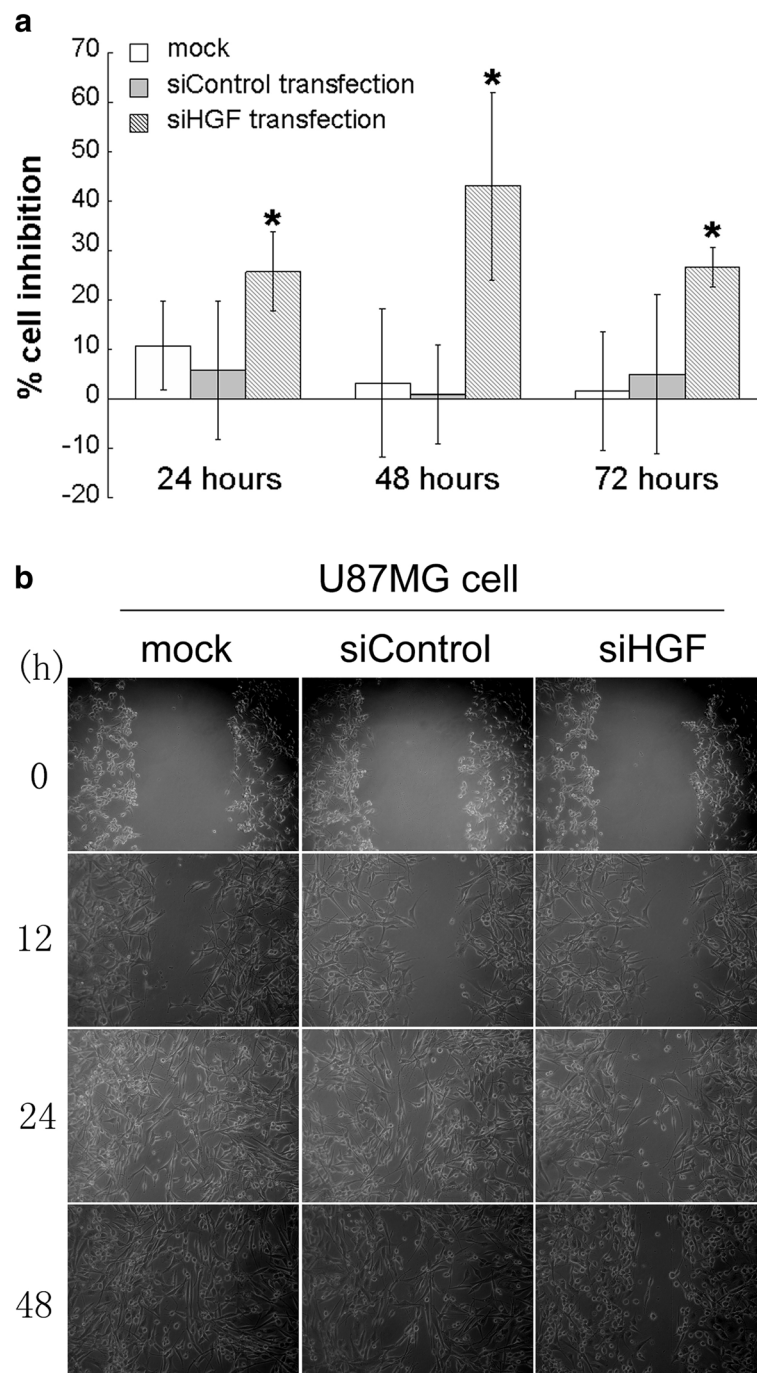 a
70
60
50
40
30
20
10
0
-10
-20
% cell inhibition
mock
siControl transfection
siHGF transfection
*
*
*
24 hours 48 hours 72 hours
b
U87MG cell
(h) mock siControl siHGF
0
12
24
48